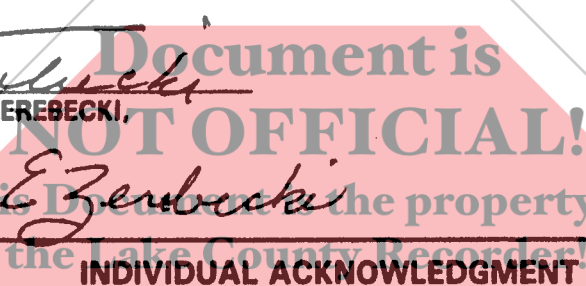 Document is
EREBECKI,
NOT OFFICIAL!
E Zerebecki
is Document is the property
the Lake County Recorder!
INDIVIDUAL ACKNOWLEDGMENT